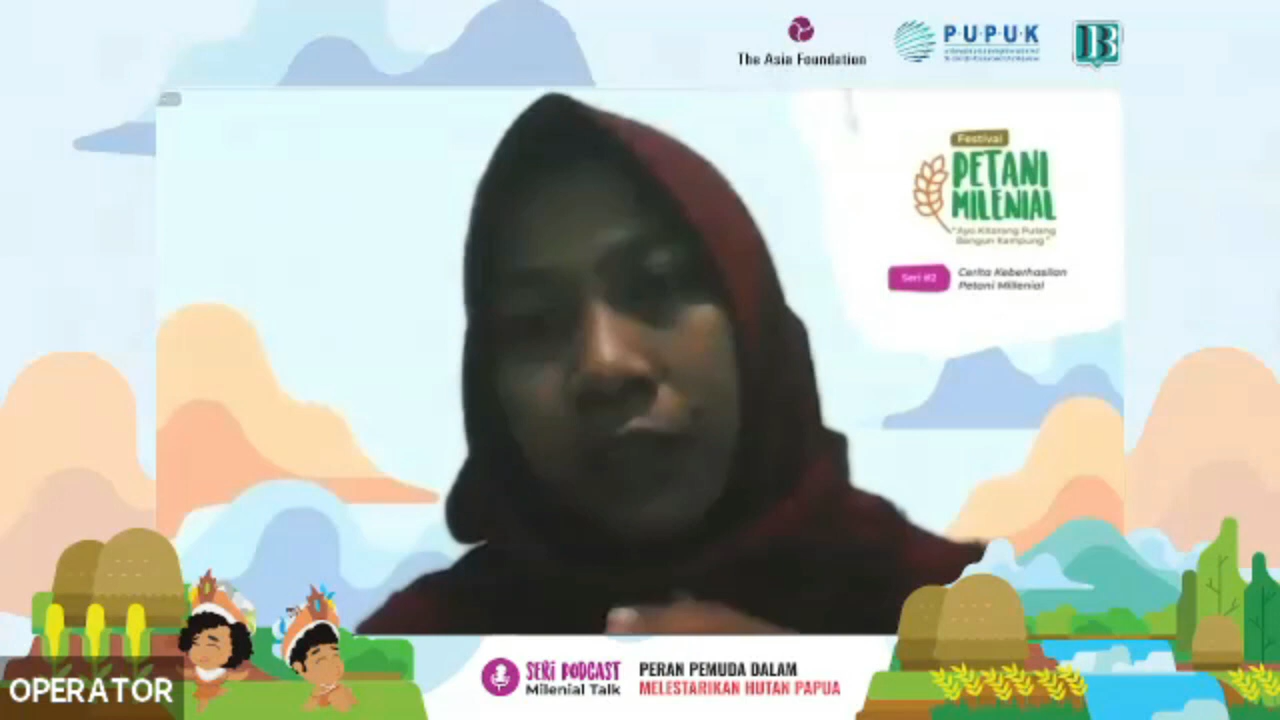 The Asia Foundation
PUPUK
Festival
PETANI
MILENIAL
"Ayo Kitorang Pulang
Bangun Kampung"
Seri #2
Cerita Keberhasilan
Petani Milenial
SERI PODCAST
Milenial Talk
PERAN PEMUDA DALAM
MELESTARIKAN HUTAN PAPUA
OPERATOR